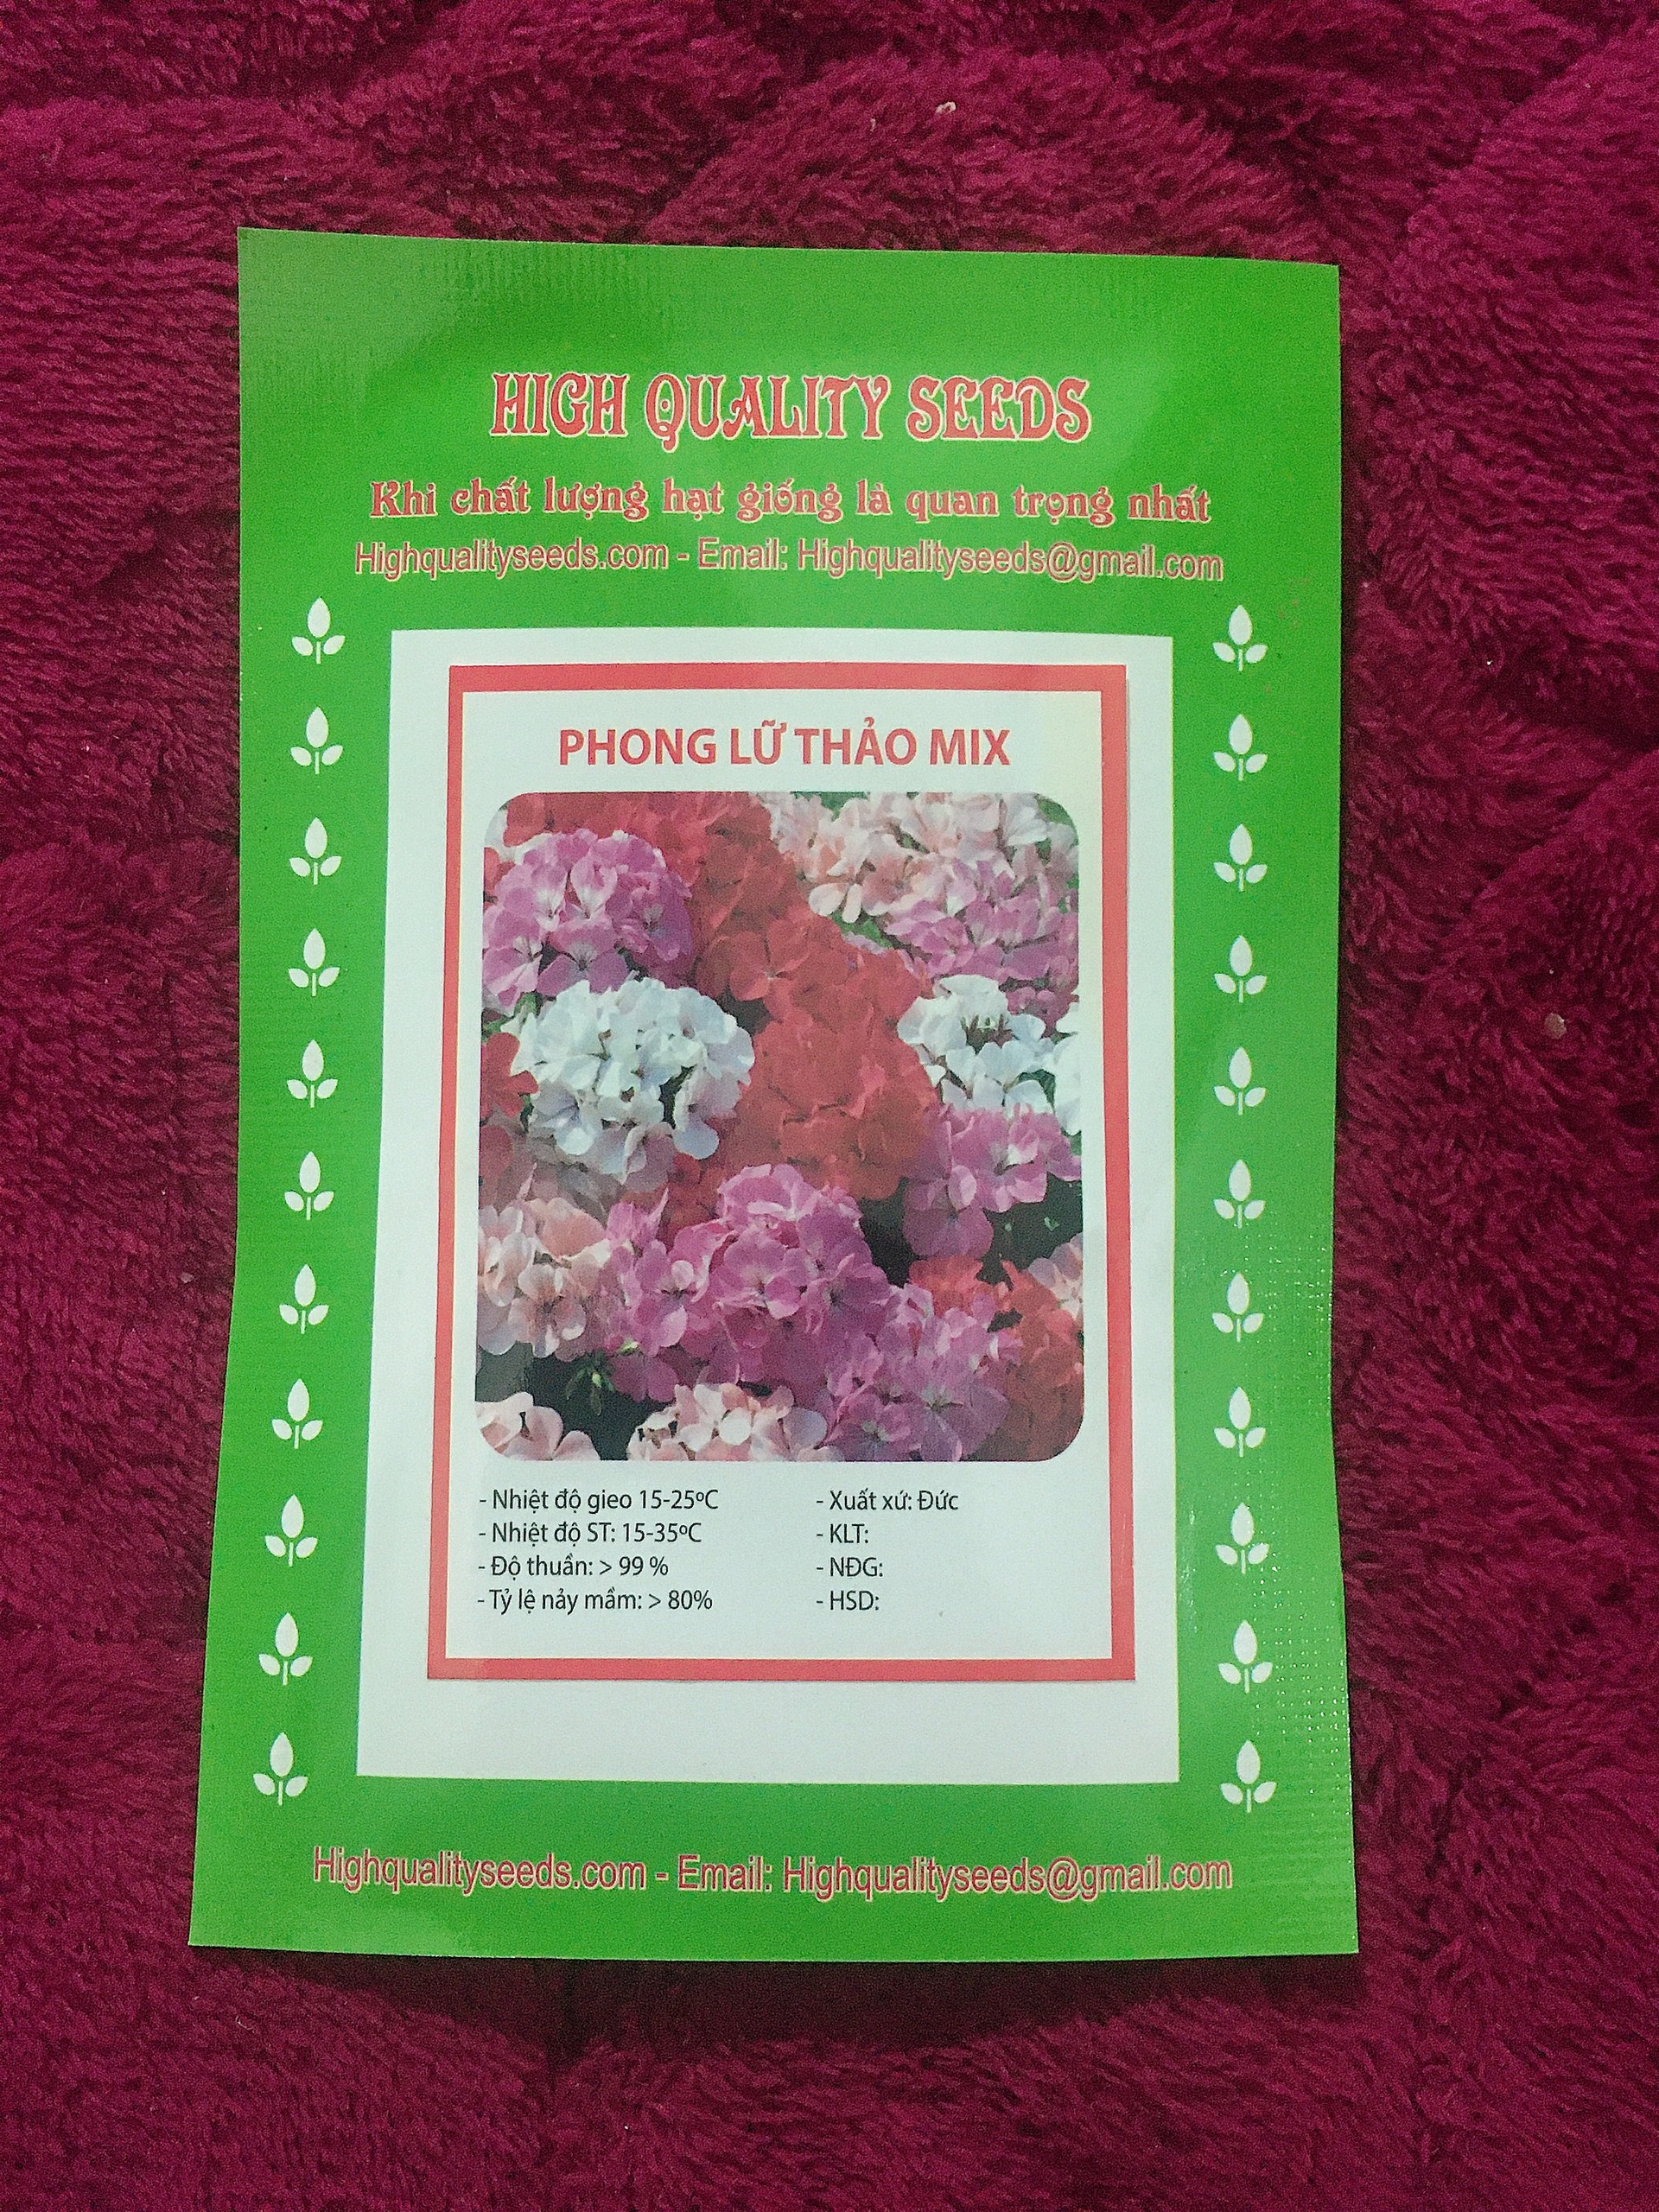 HIGH QUALITY SEEDS
Khi chất lượng hạt giống là quan trọng nhất
Highqualityseeds.com - Email: Highqualityseeds@gmail.com
PHONG LỮ THẢO MIX
- Nhiệt độ gieo 15-25ºC
- Nhiệt độ ST: 15-35ºC
- Độ thuần: > 99 %
- Tỷ lệ nảy mầm: > 80%
- Xuất xứ: Đức
- KLT:
- NĐG:
- HSD:
Highqualityseeds.com - Email: Highqualityseeds@gmail.com